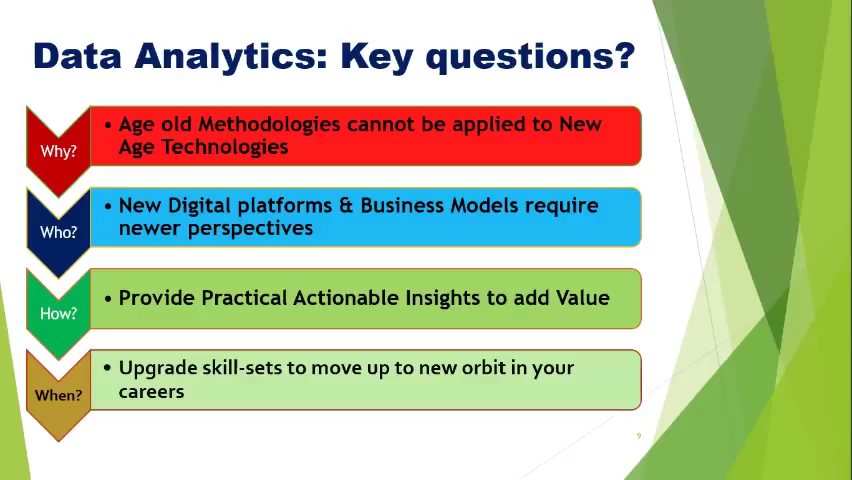 Data Analytics: Key questions?
Why?
• Age old Methodologies cannot be applied to New
Age Technologies
Who?
• New Digital platforms & Business Models require
newer perspectives
How?
• Provide Practical Actionable Insights to add Value
When?
• Upgrade skill-sets to move up to new orbit in your
careers
9